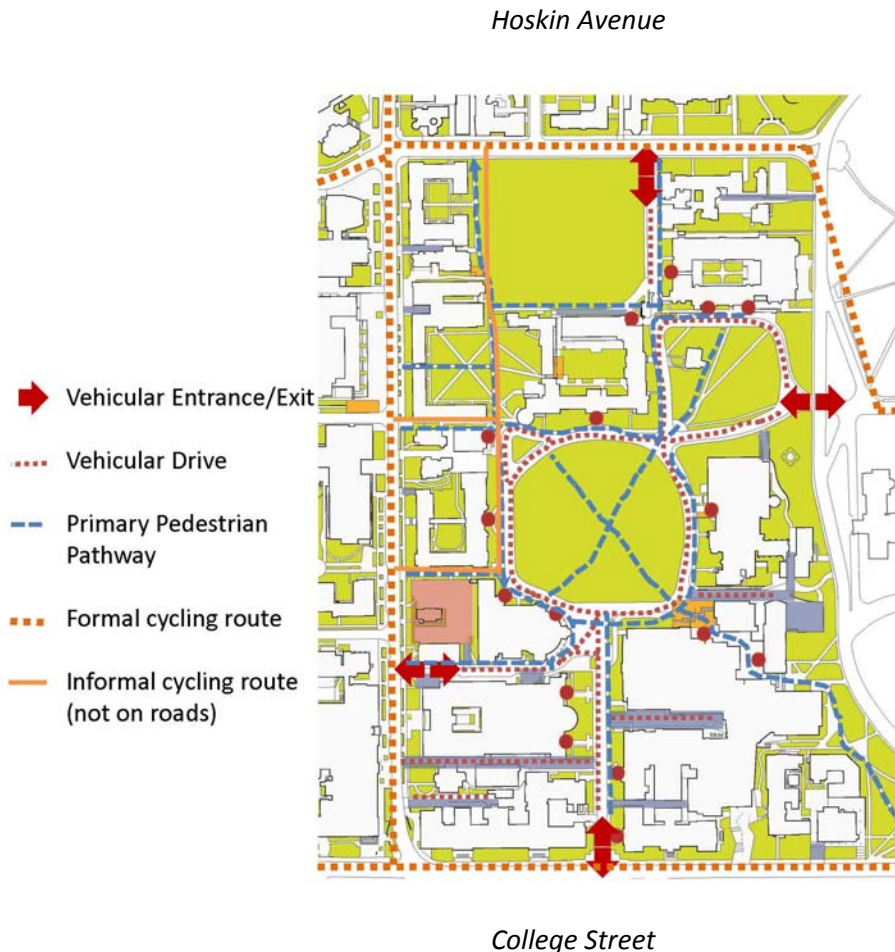 Hoskin Avenue
Vehicular Entrance/Exit
Vehicular Drive
Primary Pedestrian
Pathway
Formal cycling route
Informal cycling route
(not on roads)
College Street